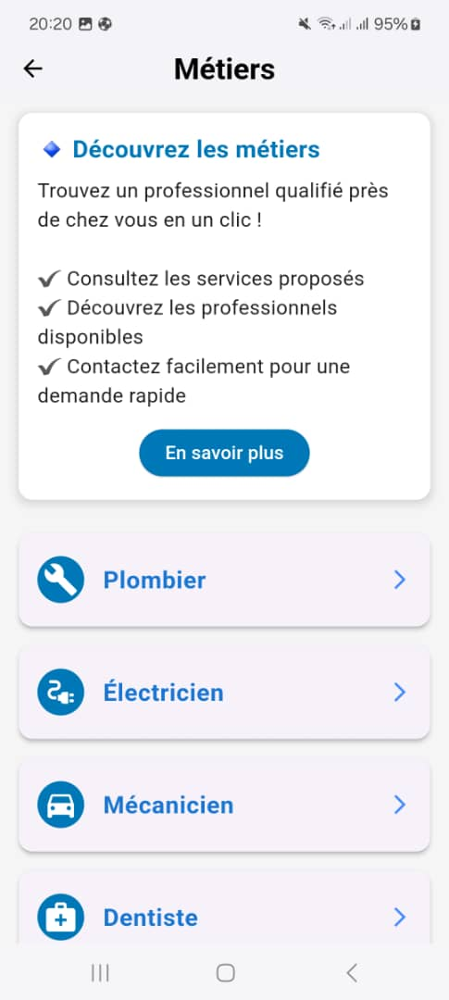 20:20 95%
Métiers
Découvrez les métiers
Trouvez un professionnel qualifié près
de chez vous en un clic !
✔ Consultez les services proposés
✔ Découvrez les professionnels
disponibles
✔ Contactez facilement pour une
demande rapide
En savoir plus
Plombier
Électricien
Mécanicien
Dentiste